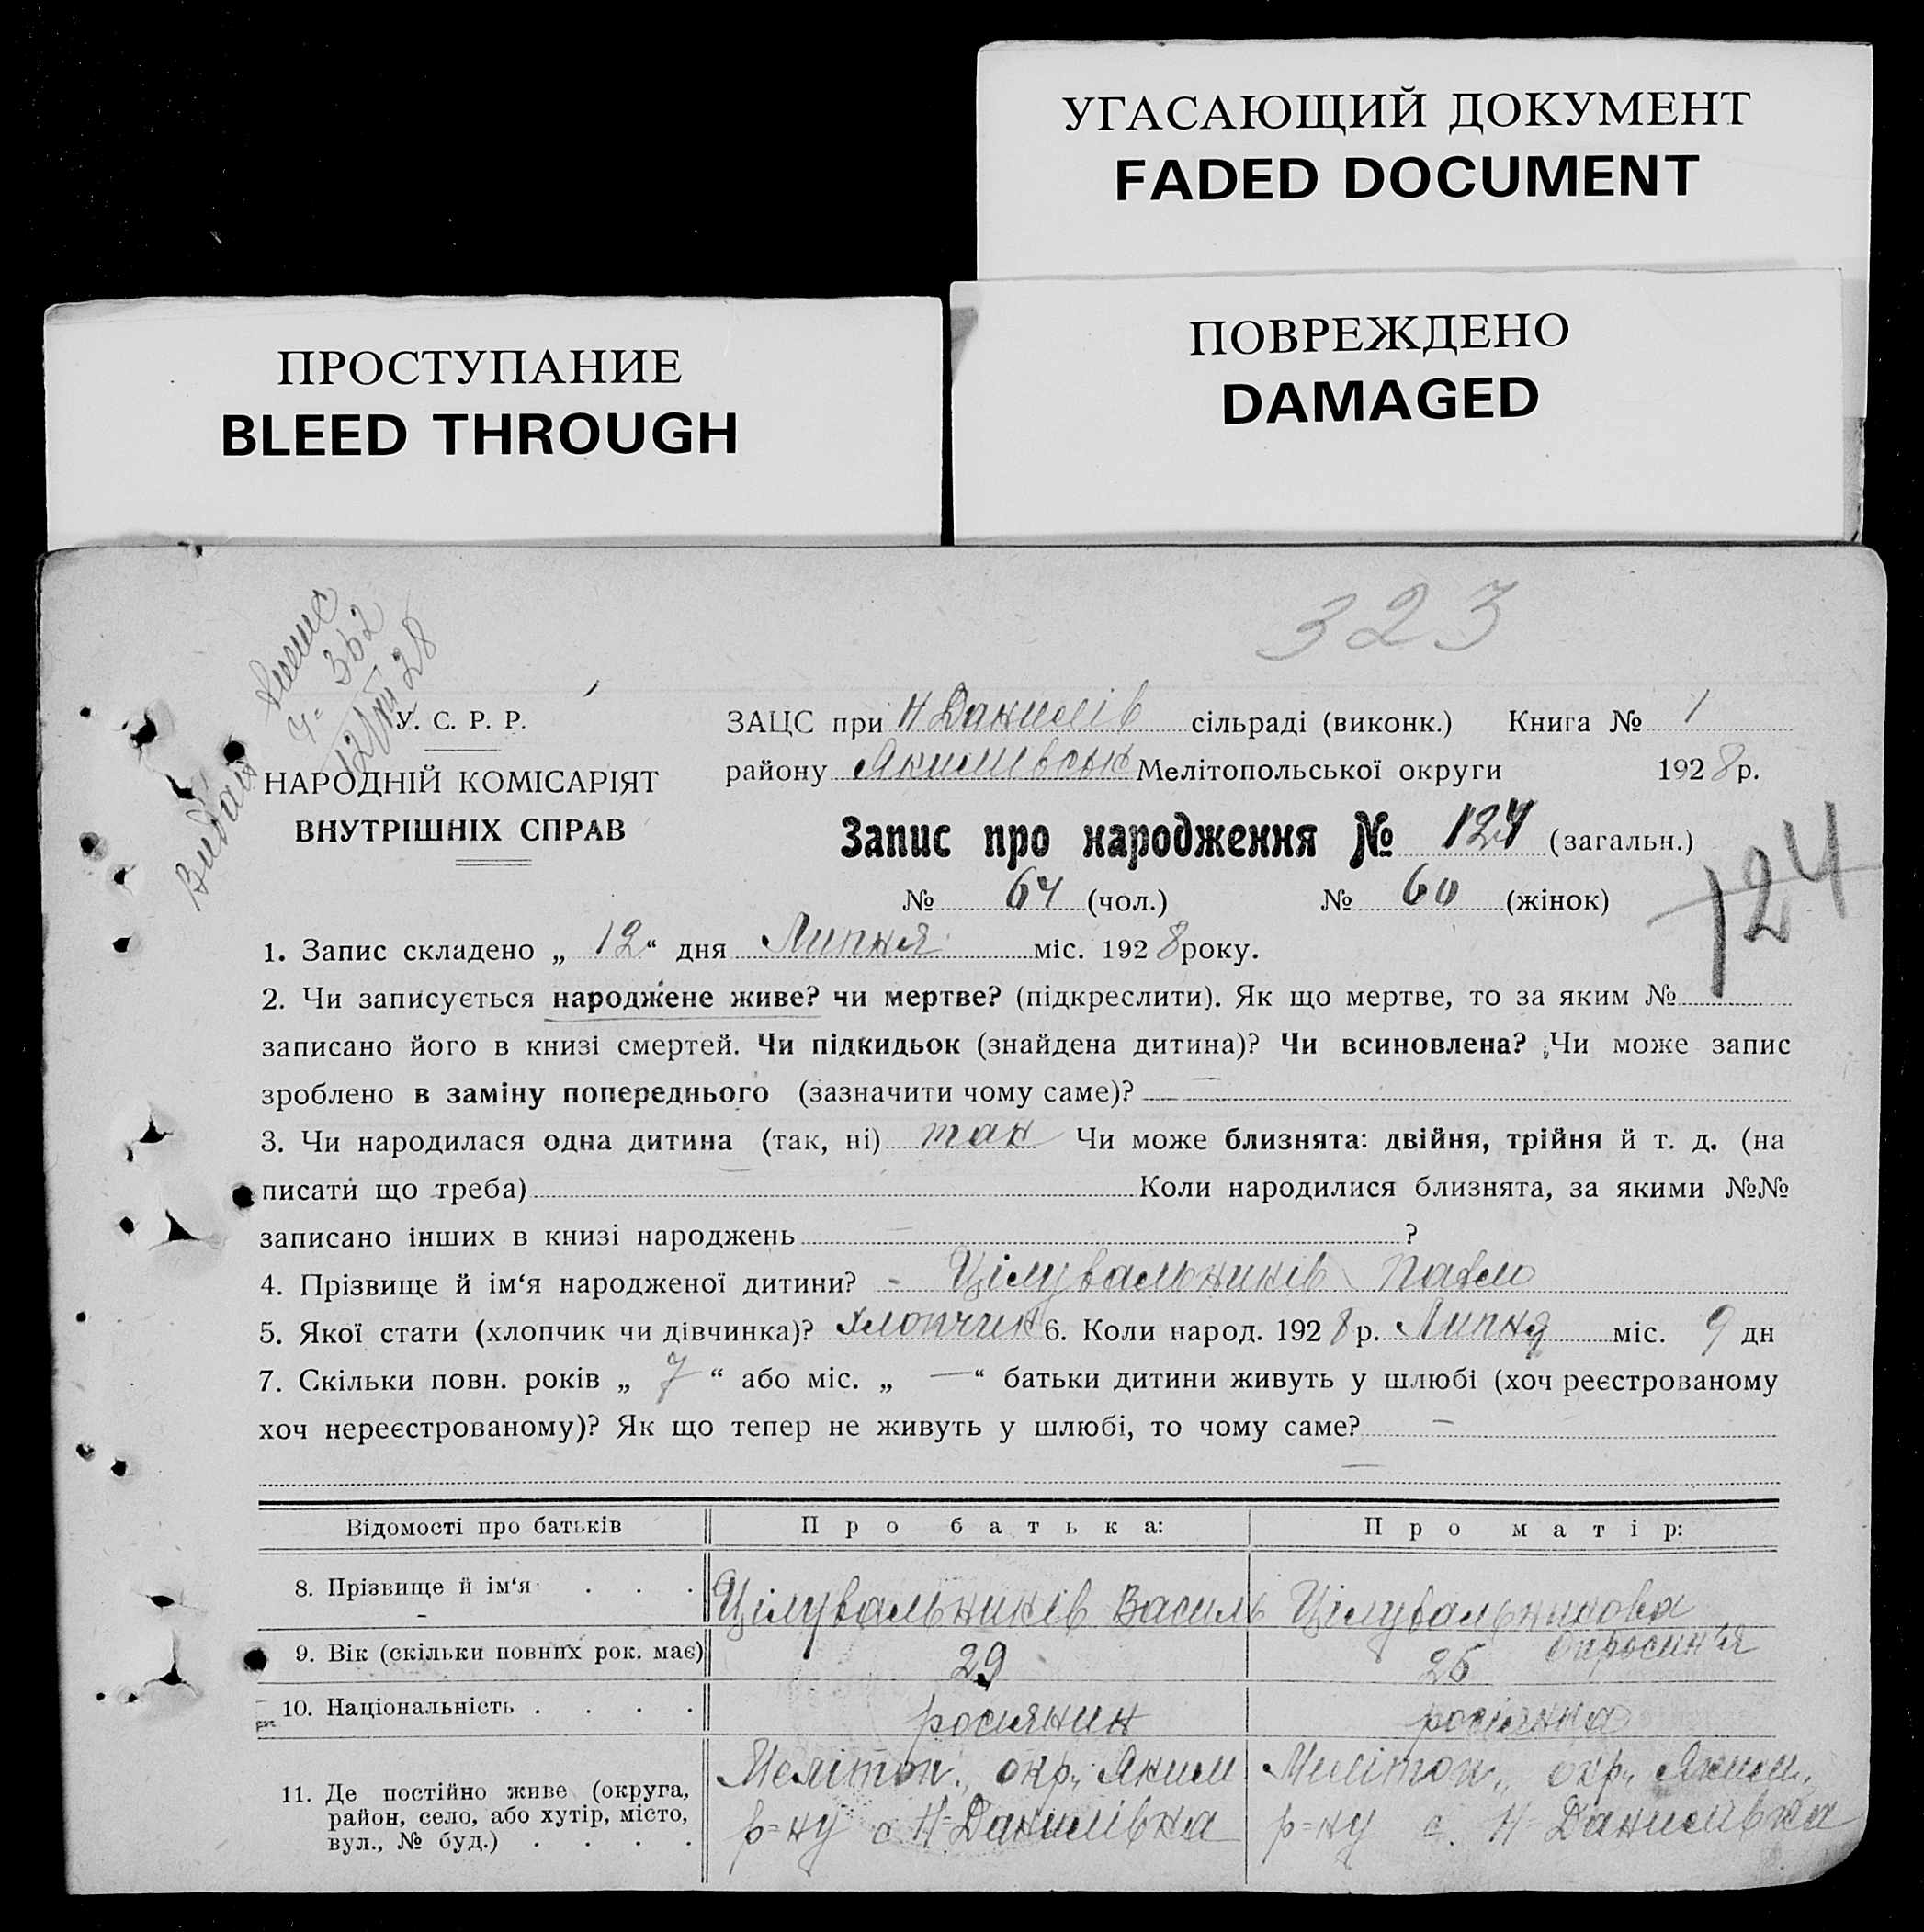 УГАСАЮЩИЙ ДОКУМЕНТ
FADED DOCUMENT
ПОВРЕЖДЕНО
DAMAGED
ПРОСТУПАНИЕ
BLEED THROUGH
323
362
28
У. С. Р. Р.
НАРОДНІЙ КОМІСАРІЯТ
ВНУТРІШНІХ СПРАВ
ЗАЦС при Н Данилів сільраді (виконк.) Книга № 1
району Якимівськ Мелітопольської округи 1928 р.
Запис про народження № 124 (загальн.)
124
№ 64 (чол.) № 60 (жінок)
1. Запис складено „ 12 “ дня Липня міс. 1928 року.
2. Чи записується народжене живе? чи мертве? (підкреслити). Як що мертве, то за яким №
записано його в книзі смертей. Чи підкидьок (знайдена дитина)? Чи всиновлена? Чи може запис
зроблено в заміну попереднього (зазначити чому саме)? —
3. Чи народилася одна дитина (так, ні) так Чи може близнята: двійня, трійня й т. д. (на
писати що треба) Коли народилися близнята, за якими №№
записано інших в книзі народжень — ?
4. Прізвище й ім‘я народженої дитини? - Цілувальників Павло
5. Якої стати (хлопчик чи дівчинка)? хлопчик 6. Коли народ. 1928 р. Липня міс. 9 дн
7. Скільки повн. років „ 7 “ або міс. „ — “ батьки дитини живуть у шлюбі (хоч реєстрованому
хоч нереєстрованому)? Як що тепер не живуть у шлюбі, то чому саме? —
Відомості про батьків Про батька: Про матір:
8. Прізвище й ім‘я . . . Цілувальників Василь Цілувальникова
9. Вік (скільки повних рок. має) 29 26
10. Національність . . . . росіянин росіянка
11. Де постійно живе (округа,
район, село, або хутір, місто,
вул., № буд.) . . . .
Мелітоп., окр., Яким
р=ну с Н-Данилівка
Мелітоп., окр., Яким.
р=ну с. Н-Данилівка